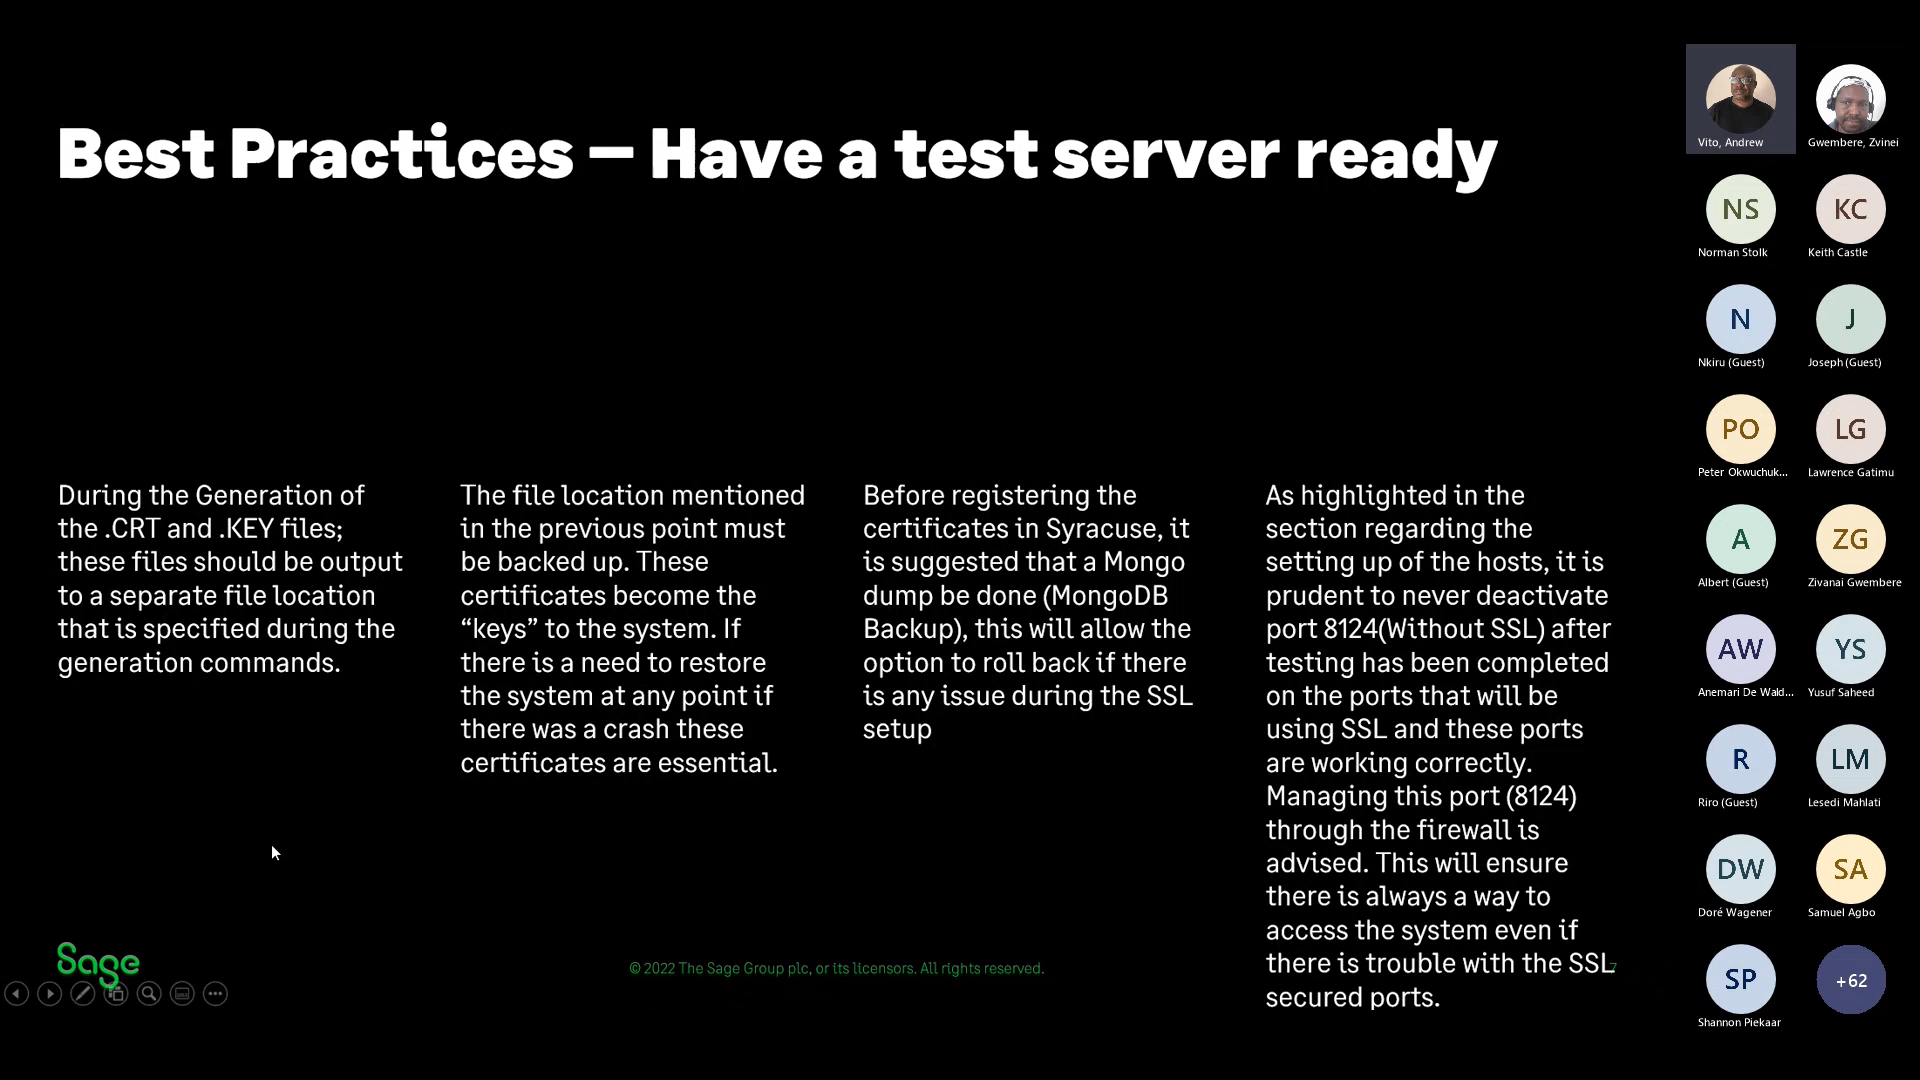 Best Practices – Have a test server ready
During the Generation of
the .CRT and .KEY files;
these files should be output
to a separate file location
that is specified during the
generation commands.
The file location mentioned
in the previous point must
be backed up. These
certificates become the
“keys” to the system. If
there is a need to restore
the system at any point if
there was a crash these
certificates are essential.
Before registering the
certificates in Syracuse, it
is suggested that a Mongo
dump be done (MongoDB
Backup), this will allow the
option to roll back if there
is any issue during the SSL
setup
As highlighted in the
section regarding the
setting up of the hosts, it is
prudent to never deactivate
port 8124(Without SSL) after
testing has been completed
on the ports that will be
using SSL and these ports
are working correctly.
Managing this port (8124)
through the firewall is
advised. This will ensure
there is always a way to
access the system even if
there is trouble with the SSL
secured ports.
Sage
© 2022 The Sage Group plc, or its licensors. All rights reserved.
7
Vito, Andrew
Gwembere, Zvinei
NS
Norman Stolk
KC
Keith Castle
N
Nkiru (Guest)
J
Joseph (Guest)
PO
Peter Okwuchuk...
LG
Lawrence Gatimu
A
Albert (Guest)
ZG
Zivanai Gwembere
AW
Anemari De Wald...
YS
Yusuf Saheed
R
Riro (Guest)
LM
Lesedi Mahlati
DW
Doré Wagener
SA
Samuel Agbo
SP
Shannon Piekaar
+62